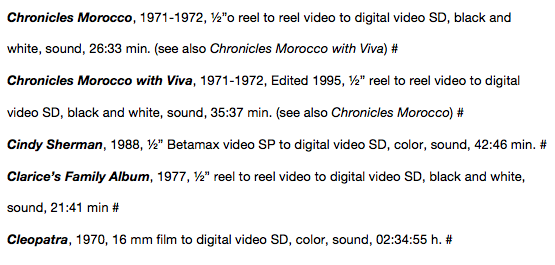 Chronicles Morocco, 1971-1972, ½”o reel to reel video to digital video SD, black and
white, sound, 26:33 min. (see also Chronicles Morocco with Viva) #
Chronicles Morocco with Viva, 1971-1972, Edited 1995, ½” reel to reel video to digital
video SD, black and white, sound, 35:37 min. (see also Chronicles Morocco) #
Cindy Sherman, 1988, ½” Betamax video SP to digital video SD, color, sound, 42:46 min. #
Clarice’s Family Album, 1977, ½” reel to reel video to digital video SD, black and white,
sound, 21:41 min #
Cleopatra, 1970, 16 mm film to digital video SD, color, sound, 02:34:55 h. #